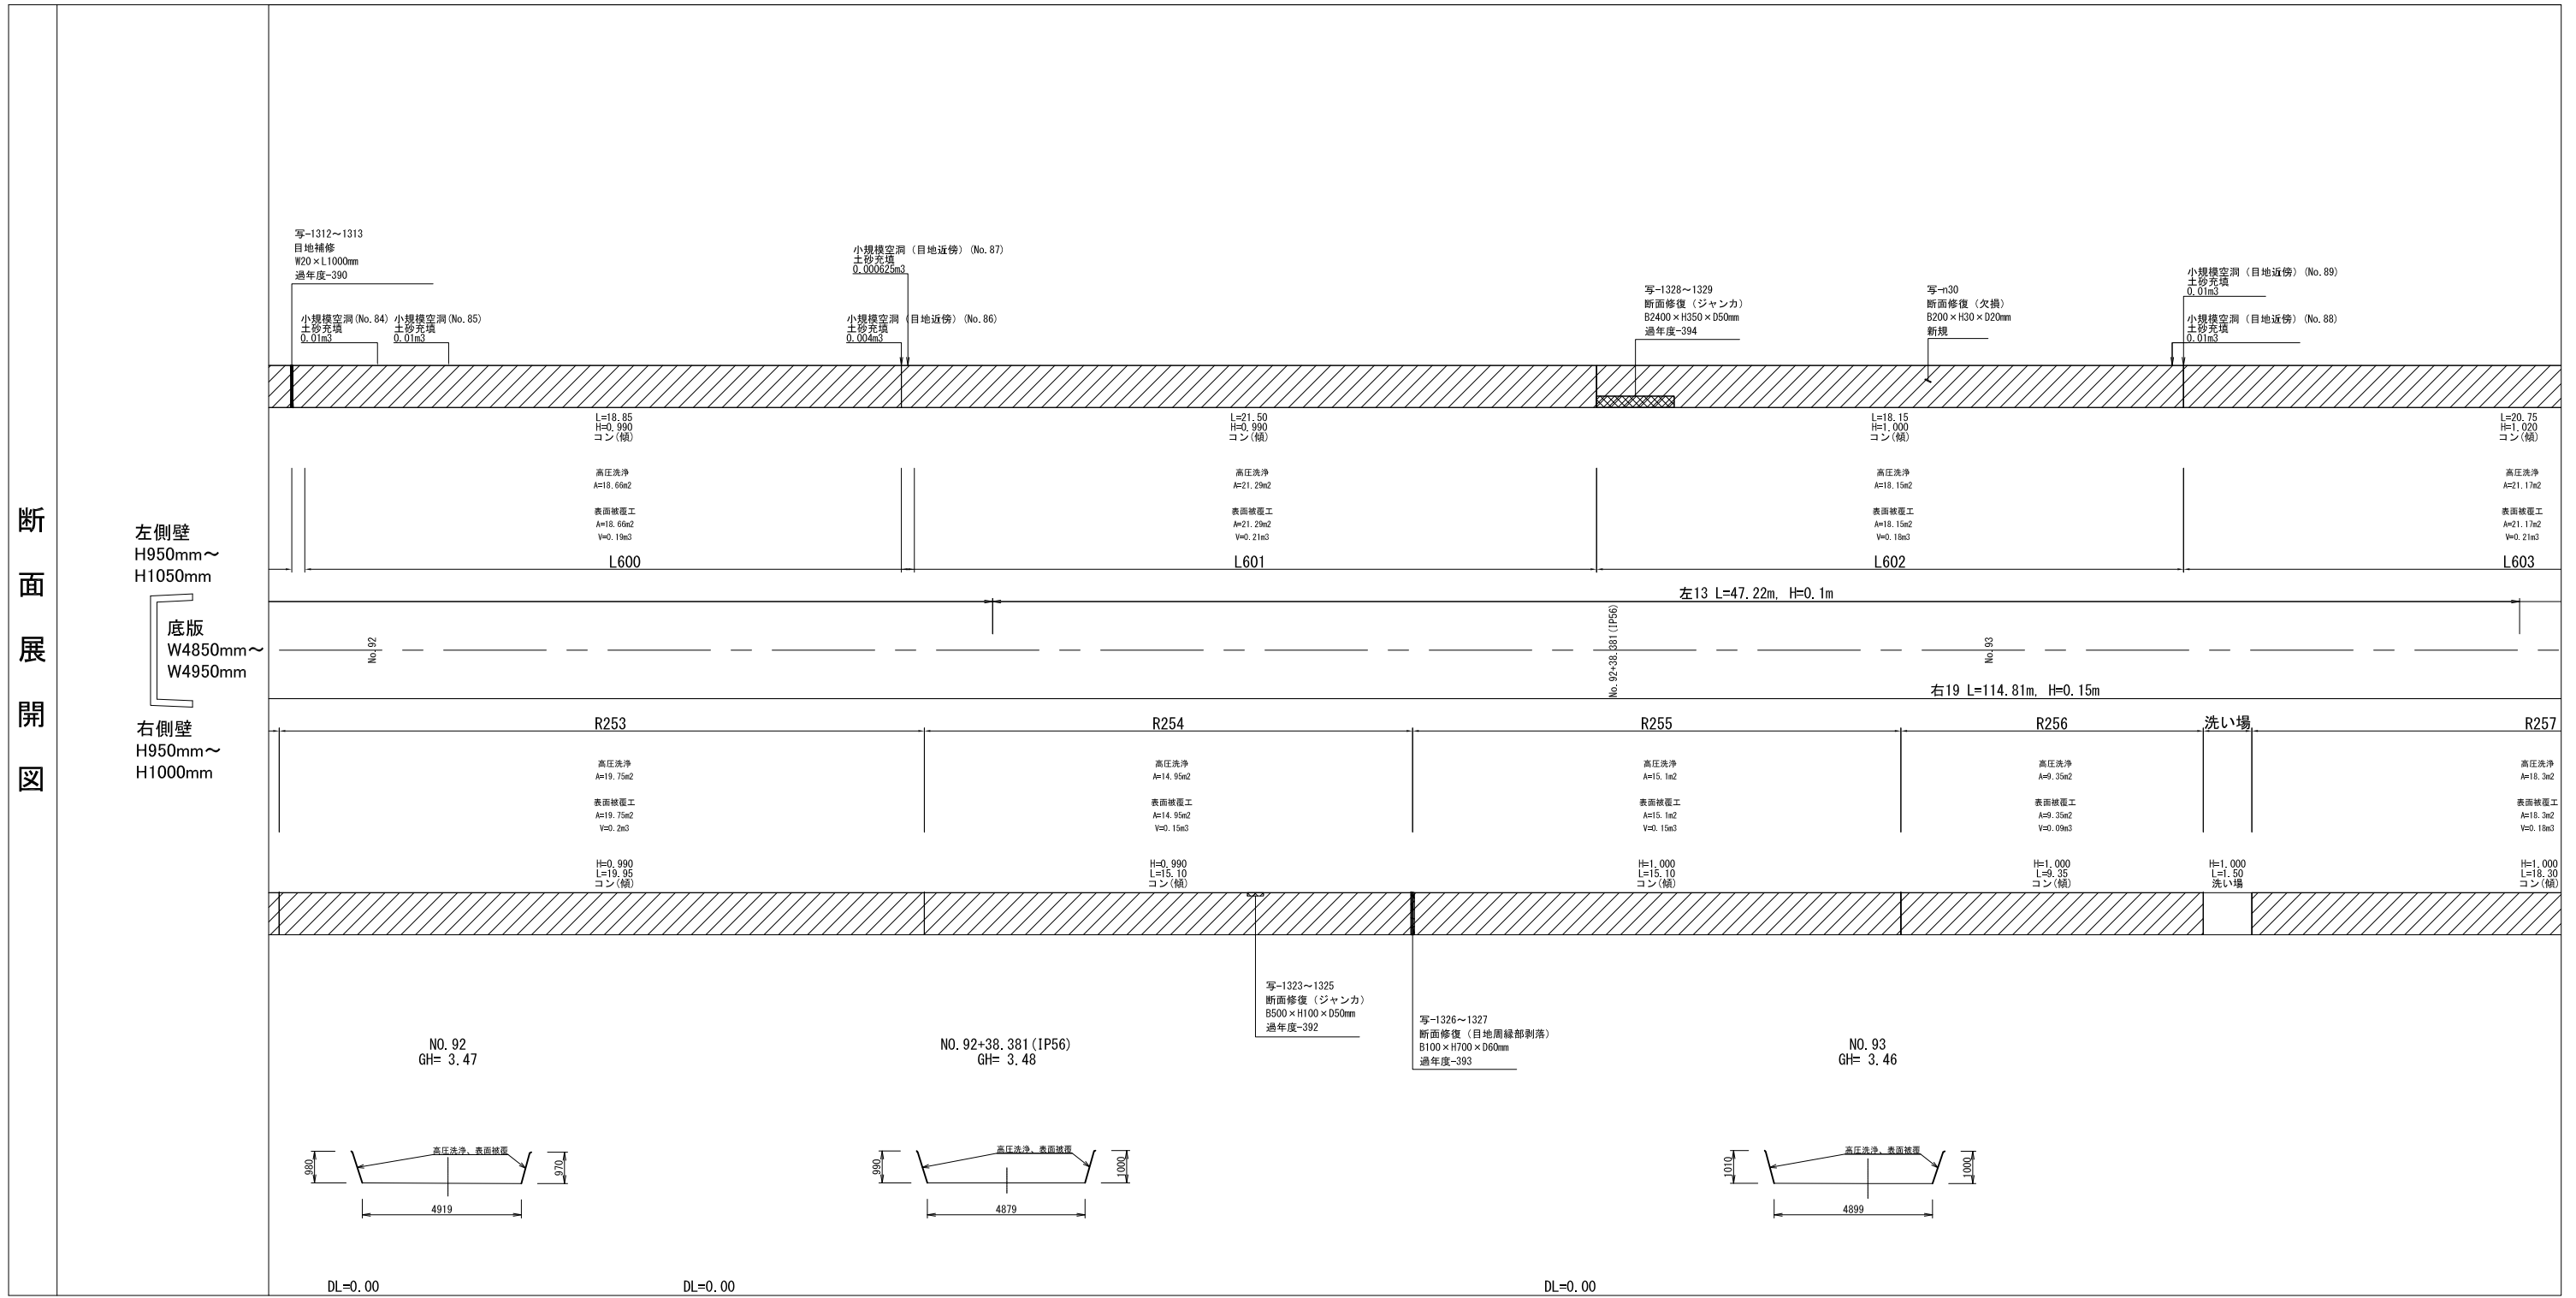 断面展開図
左側壁
H950mm～
H1050mm
底版
W4850mm～
W4950mm
右側壁
H950mm～
H1000mm
写-1312～1313
目地補修
W20×L1000mm
過年度-390
小規模空洞(No.84)
土砂充填
0.01m3
小規模空洞(No.85)
土砂充填
0.01m3
小規模空洞（目地近傍）(No.87)
土砂充填
0.000625m3
小規模空洞（目地近傍）(No.86)
土砂充填
0.004m3
写-1328～1329
断面修復（ジャンカ）
B2400×H350×D50mm
過年度-394
写-n30
断面修復（欠損）
B200×H30×D20mm
新規
小規模空洞（目地近傍）(No.89)
土砂充填
0.01m3
小規模空洞（目地近傍）(No.88)
土砂充填
0.01m3
L=18.85
H=0.990
コン(傾)
高圧洗浄
A=18.66m2
表面被覆工
A=18.66m2
V=0.19m3
L600
L=21.50
H=0.990
コン(傾)
高圧洗浄
A=21.29m2
表面被覆工
A=21.29m2
V=0.21m3
L601
L=18.15
H=1.000
コン(傾)
高圧洗浄
A=18.15m2
表面被覆工
A=18.15m2
V=0.18m3
L602
L=20.75
H=1.020
コン(傾)
高圧洗浄
A=21.17m2
表面被覆工
A=21.17m2
V=0.21m3
L603
左13 L=47.22m, H=0.1m
No.92
No.92+38.381(IP56)
No.93
右19 L=114.81m, H=0.15m
R253
高圧洗浄
A=19.75m2
表面被覆工
A=19.75m2
V=0.2m3
H=0.990
L=19.95
コン(傾)
R254
高圧洗浄
A=14.95m2
表面被覆工
A=14.95m2
V=0.15m3
H=0.990
L=15.10
コン(傾)
R255
高圧洗浄
A=15.1m2
表面被覆工
A=15.1m2
V=0.15m3
H=1.000
L=15.10
コン(傾)
R256
高圧洗浄
A=9.35m2
表面被覆工
A=9.35m2
V=0.09m3
H=1.000
L=9.35
コン(傾)
洗い場
H=1.000
L=1.50
洗い場
R257
高圧洗浄
A=18.3m2
表面被覆工
A=18.3m2
V=0.18m3
H=1.000
L=18.30
コン(傾)
写-1323～1325
断面修復（ジャンカ）
B500×H100×D50mm
過年度-392
写-1326～1327
断面修復（目地周縁部剥落）
B100×H700×D60mm
過年度-393
NO.92
GH= 3.47
高圧洗浄、表面被覆
980
970
4919
NO.92+38.381(IP56)
GH= 3.48
高圧洗浄、表面被覆
990
1000
4879
NO.93
GH= 3.46
高圧洗浄、表面被覆
1010
1000
4899
DL=0.00
DL=0.00
DL=0.00